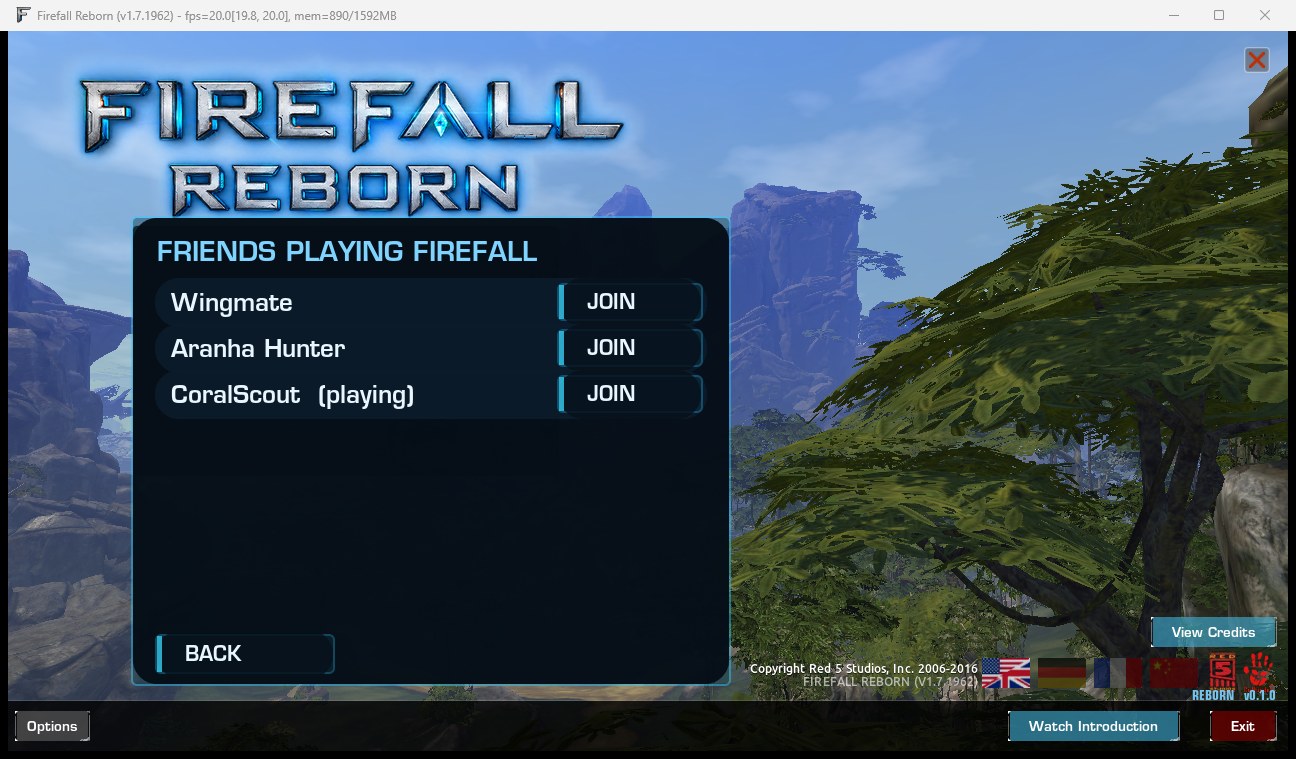 Firefall Reborn (v1.7.1962) - fps=20.0[19.8, 20.0], mem=890/1592MB
FIREFALL
REBORN
FRIENDS PLAYING FIREFALL
Wingmate JOIN
Aranha Hunter JOIN
CoralScout (playing) JOIN
BACK
View Credits
Copyright Red 5 Studios, Inc. 2006-2016
FIREFALL REBORN (V1.7.1962)
RED
5
REBORN v0.1.0
Options
Watch Introduction
Exit